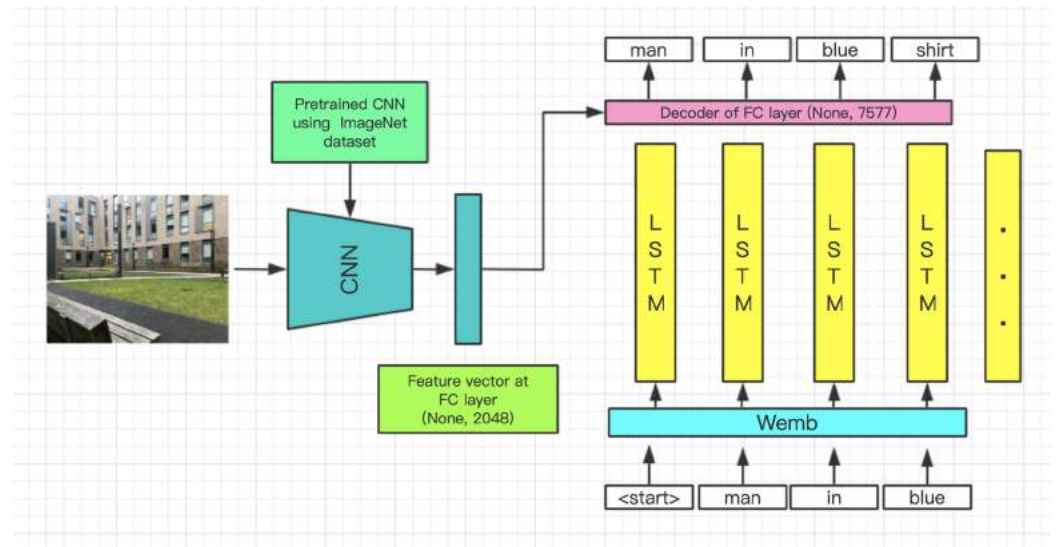 man
in
blue
shirt
Decoder of FC layer (None, 7577)
Pretrained CNN
using ImageNet
dataset
CNN
Feature vector at
FC layer
(None, 2048)
L
S
T
M
L
S
T
M
L
S
T
M
L
S
T
M
.
.
.
Wemb
<start>
man
in
blue